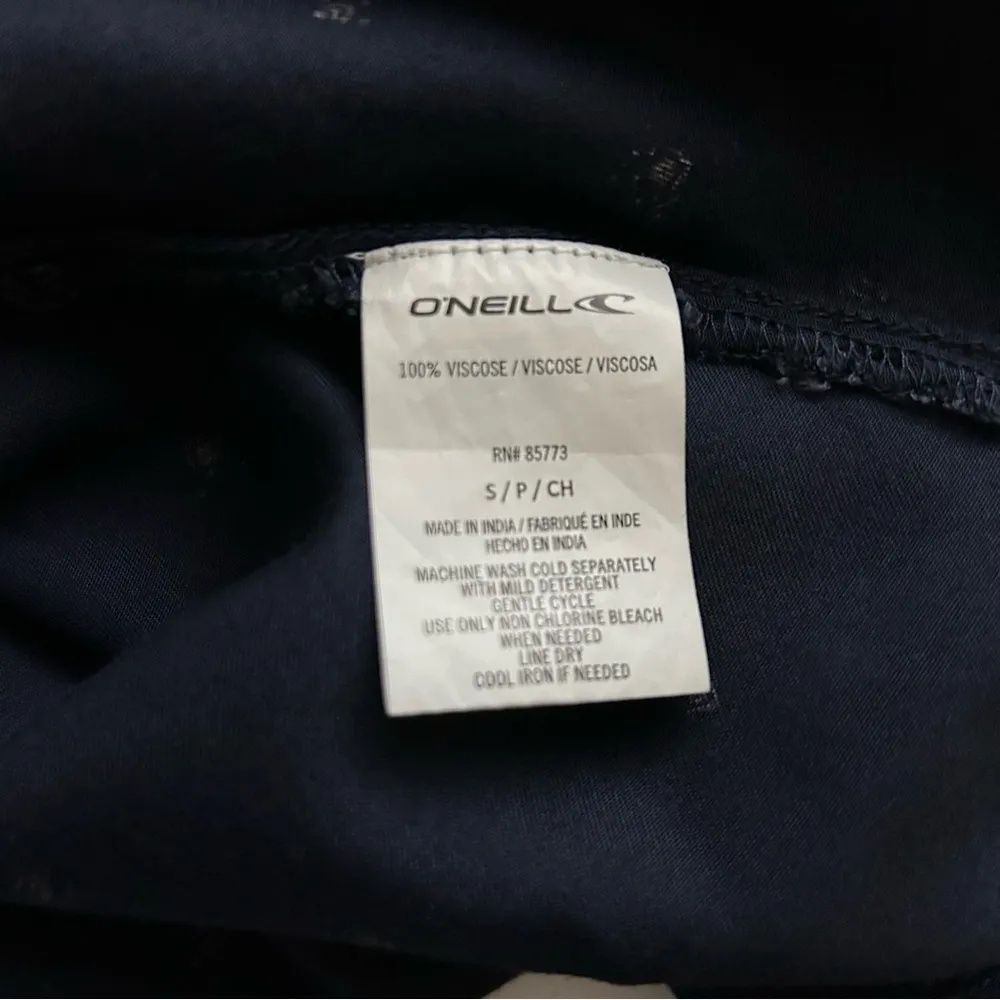 O'NEILL
100% VISCOSE / VISCOSE / VISCOSA
RN# 85773
S / P / CH
MADE IN INDIA / FABRIQUÉ EN INDE
HECHO EN INDIA
MACHINE WASH COLD SEPARATELY
WITH MILD DETERGENT
GENTLE CYCLE
USE ONLY NON CHLORINE BLEACH
WHEN NEEDED
LINE DRY
COOL IRON IF NEEDED